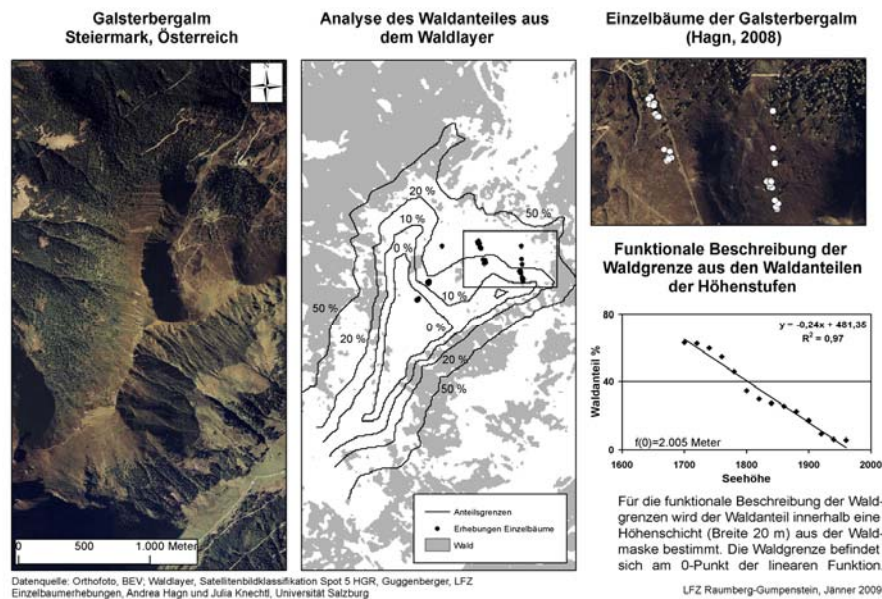 Galsterbergalm
Steiermark, Österreich
0 500 1.000 Meter
Analyse des Waldanteiles aus
dem Waldlayer
20 %
10 %
0 %
50 %
10 %
50 %
20 %
0 %
20 %
50 %
Anteilsgrenzen
Erhebungen Einzelbäume
Wald
Einzelbäume der Galsterbergalm
(Hagn, 2008)
Funktionale Beschreibung der
Waldgrenze aus den Waldanteilen
der Höhenstufen
y = -0,24x + 481,35
R² = 0,97
Waldanteil %
80
40
0
f(0)=2.005 Meter
1600 1700 1800 1900 2000
Seehöhe
Für die funktionale Beschreibung der Wald-
grenzen wird der Waldanteil innerhalb eine
Höhenschicht (Breite 20 m) aus der Wald-
maske bestimmt. Die Waldgrenze befindet
sich am 0-Punkt der linearen Funktion.
Datenquelle: Orthofoto, BEV; Waldlayer, Satellitenbildklassifikation Spot 5 HGR, Guggenberger, LFZ
Einzelbaumerhebungen, Andrea Hagn und Julia Knechtl, Universität Salzburg
LFZ Raumberg-Gumpenstein, Jänner 2009